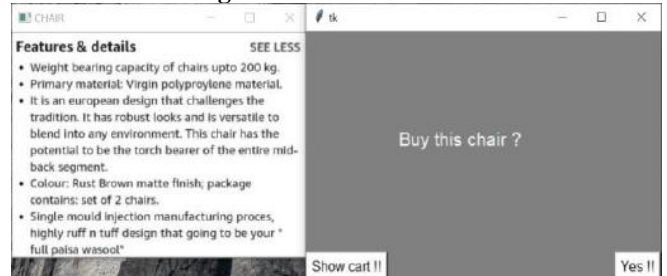 CHAIR
Features & details
SEE LESS
• Weight bearing capacity of chairs upto 200 kg.
• Primary material: Virgin polyproylene material.
• It is an european design that challenges the
tradition. It has robust looks and is versatile to
blend into any environment. This chair has the
potential to be the torch bearer of the entire mid-
back segment.
• Colour: Rust Brown matte finish; package
contains: set of 2 chairs.
• Single mould injection manufacturing proces,
highly ruff n tuff design that going to be your "
full paisa wasool"
tk
Buy this chair ?
Show cart !!
Yes !!